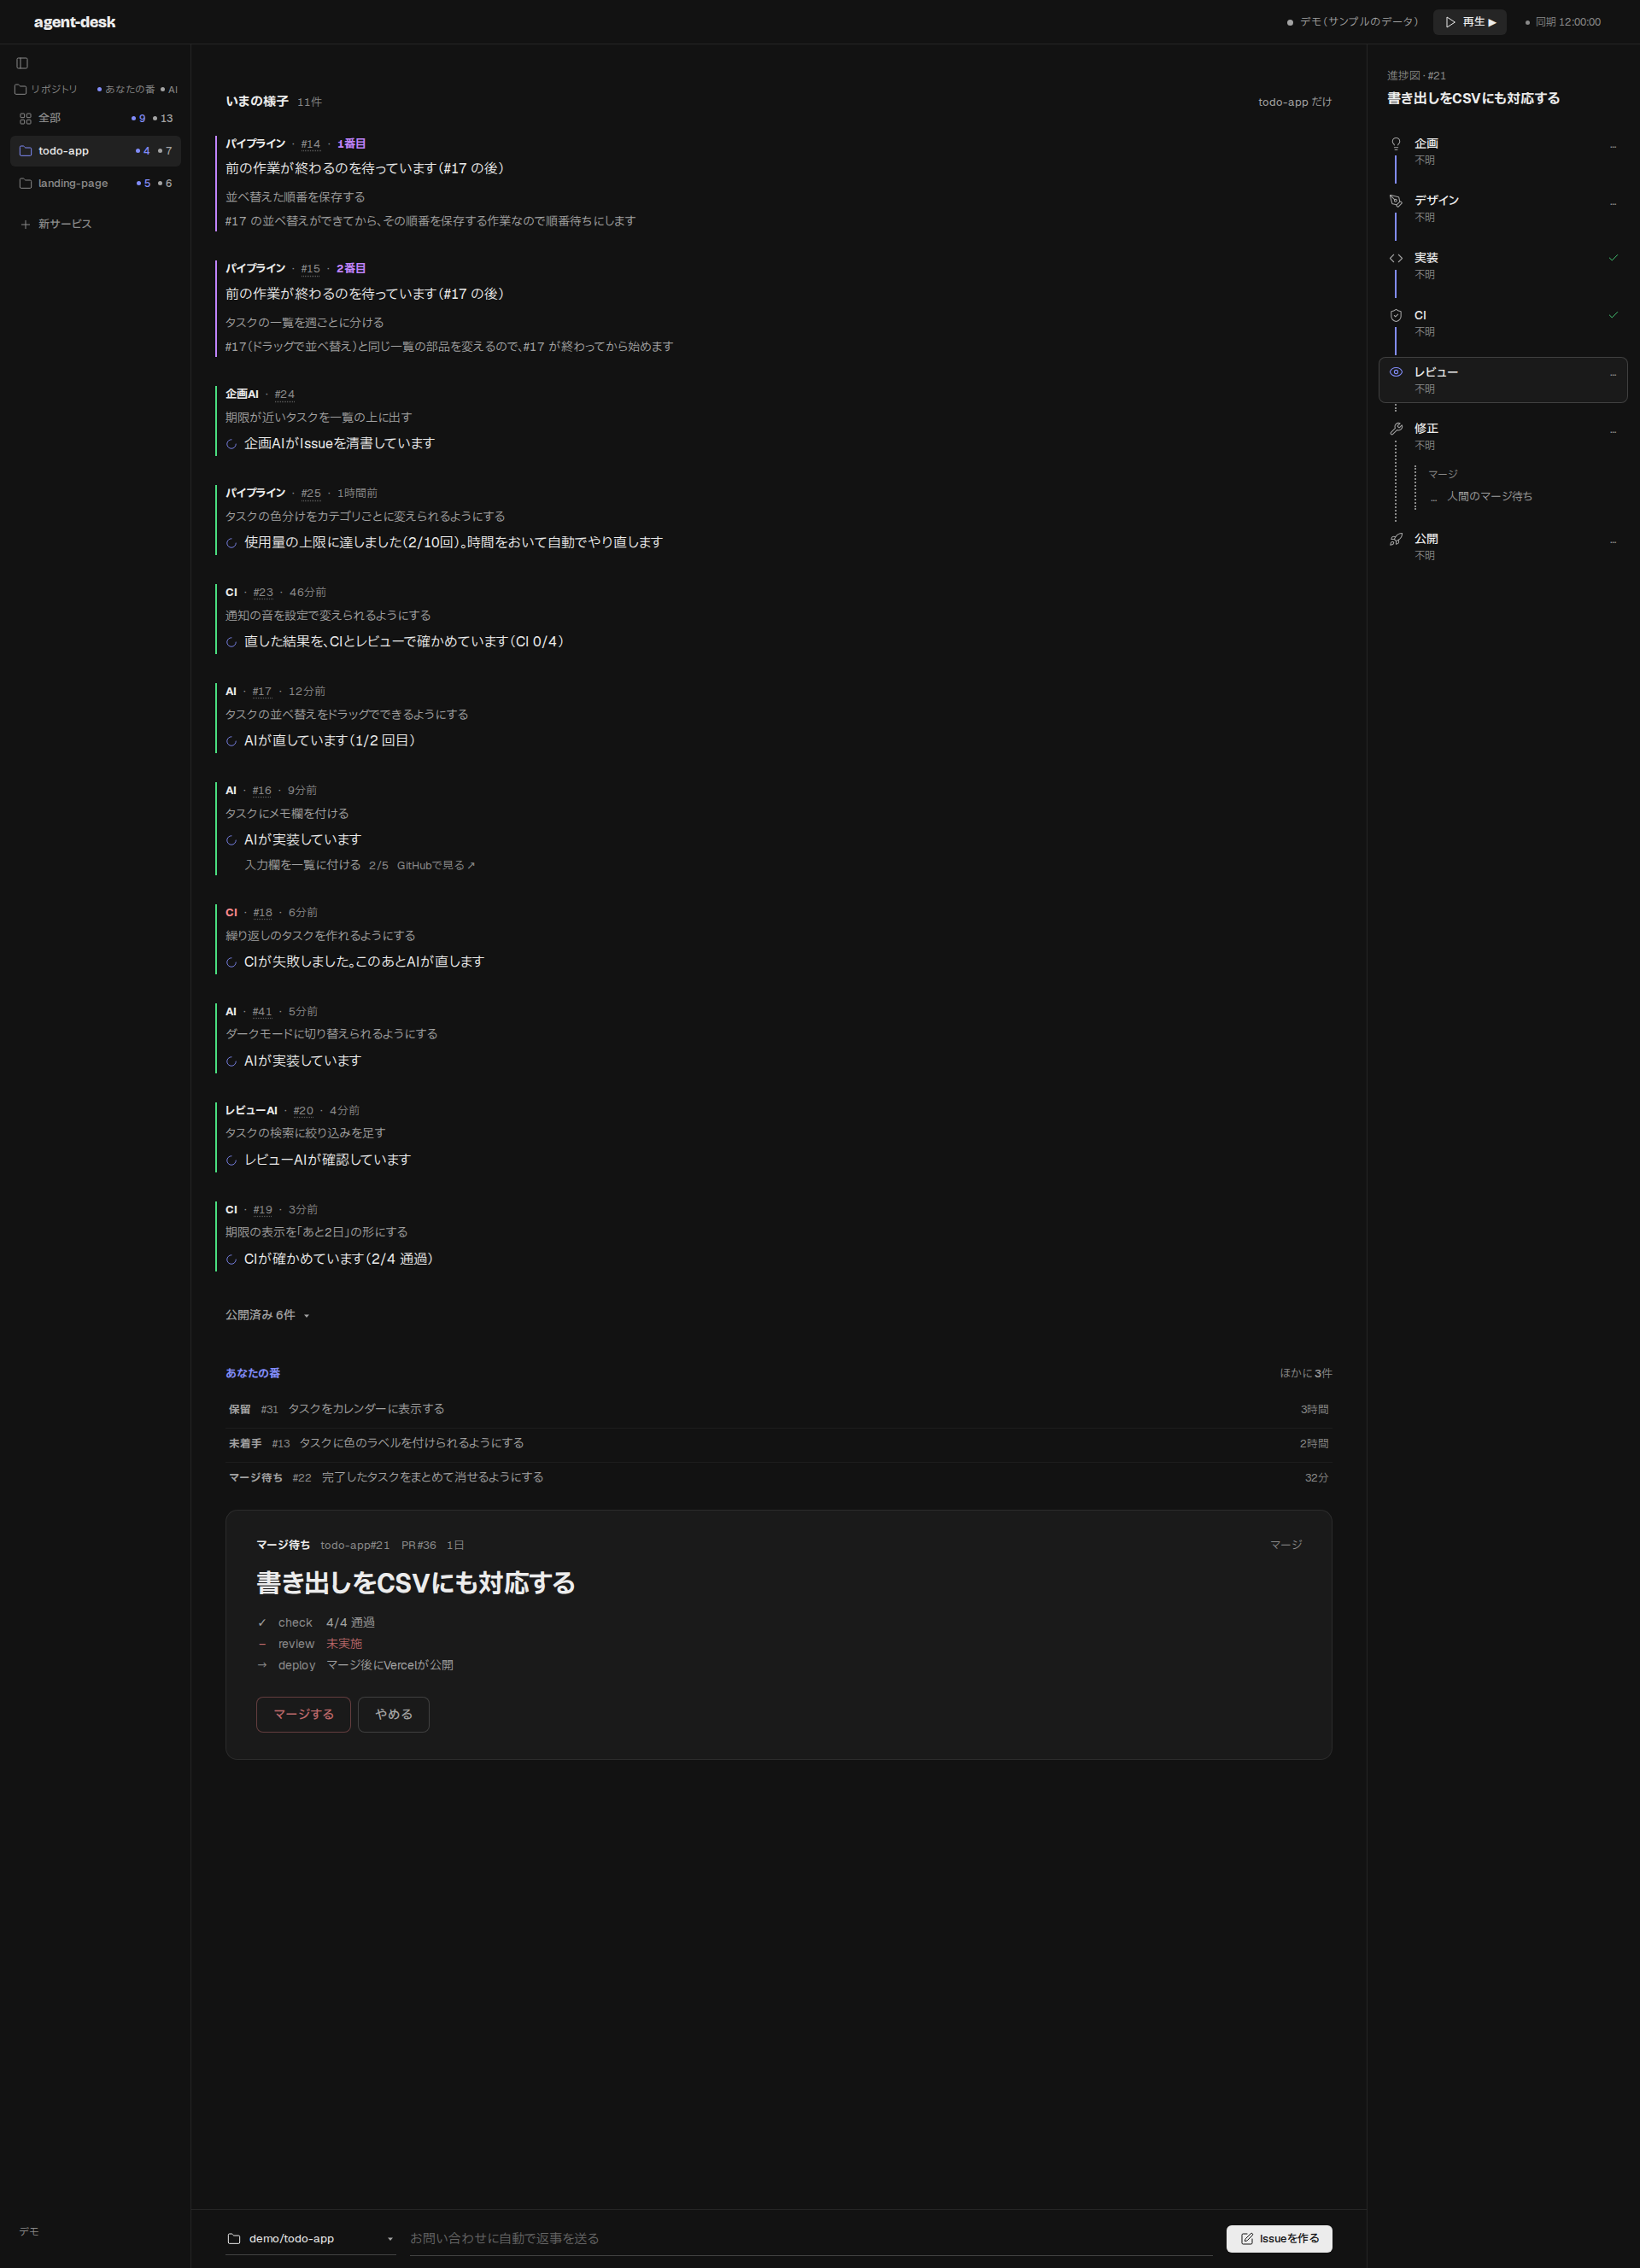 agent-desk
デモ（サンプルのデータ）
再生 ▶
同期 12:00:00
リポジトリ
あなたの番
AI
全部
9
13
todo-app
4
7
landing-page
5
6
新サービス
デモ
いまの様子 11件
todo-app だけ
パイプライン · #14 · 1番目
前の作業が終わるのを待っています（#17 の後）
並べ替えた順番を保存する
#17 の並べ替えができてから、その順番を保存する作業なので順番待ちにします
パイプライン · #15 · 2番目
前の作業が終わるのを待っています（#17 の後）
タスクの一覧を週ごとに分ける
#17（ドラッグで並べ替え）と同じ一覧の部品を変えるので、#17 が終わってから始めます
企画AI · #24
期限が近いタスクを一覧の上に出す
企画AIがIssueを清書しています
パイプライン · #25 · 1時間前
タスクの色分けをカテゴリごとに変えられるようにする
使用量の上限に達しました（2/10回）。時間をおいて自動でやり直します
CI · #23 · 46分前
通知の音を設定で変えられるようにする
直した結果を、CIとレビューで確かめています（CI 0/4）
AI · #17 · 12分前
タスクの並べ替えをドラッグでできるようにする
AIが直しています（1/2 回目）
AI · #16 · 9分前
タスクにメモ欄を付ける
AIが実装しています
入力欄を一覧に付ける 2/5 GitHubで見る ↗
CI · #18 · 6分前
繰り返しのタスクを作れるようにする
CIが失敗しました。このあとAIが直します
AI · #41 · 5分前
ダークモードに切り替えられるようにする
AIが実装しています
レビューAI · #20 · 4分前
タスクの検索に絞り込みを足す
レビューAIが確認しています
CI · #19 · 3分前
期限の表示を「あと2日」の形にする
CIが確かめています（2/4 通過）
公開済み 6件
あなたの番
ほかに 3件
保留 #31 タスクをカレンダーに表示する 3時間
未着手 #13 タスクに色のラベルを付けられるようにする 2時間
マージ待ち #22 完了したタスクをまとめて消せるようにする 32分
マージ待ち todo-app#21 PR#36 1日
マージ
書き出しをCSVにも対応する
✓ check 4/4 通過
– review 未実施
→ deploy マージ後にVercelが公開
マージする
やめる
demo/todo-app
お問い合わせに自動で返事を送る
Issueを作る
進捗図 · #21
書き出しをCSVにも対応する
企画 –
不明
デザイン –
不明
実装 ✓
不明
CI ✓
不明
レビュー –
不明
修正 –
不明
マージ
– 人間のマージ待ち
公開 –
不明